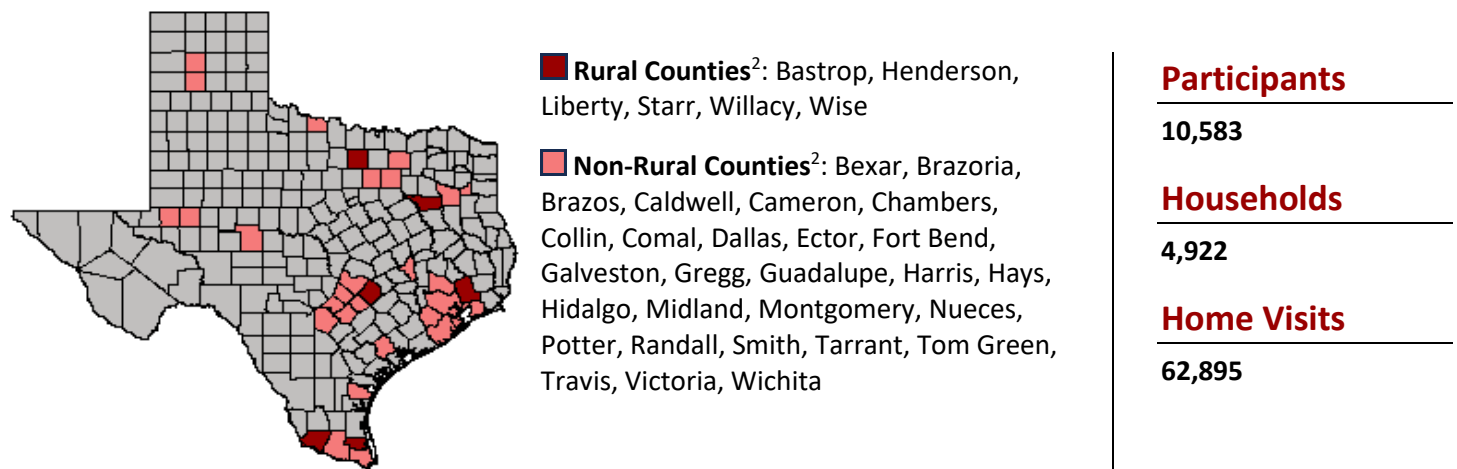 Rural Counties²: Bastrop, Henderson,
Liberty, Starr, Willacy, Wise
Non-Rural Counties²: Bexar, Brazoria,
Brazos, Caldwell, Cameron, Chambers,
Collin, Comal, Dallas, Ector, Fort Bend,
Galveston, Gregg, Guadalupe, Harris, Hays,
Hidalgo, Midland, Montgomery, Nueces,
Potter, Randall, Smith, Tarrant, Tom Green,
Travis, Victoria, Wichita
Participants
10,583
Households
4,922
Home Visits
62,895